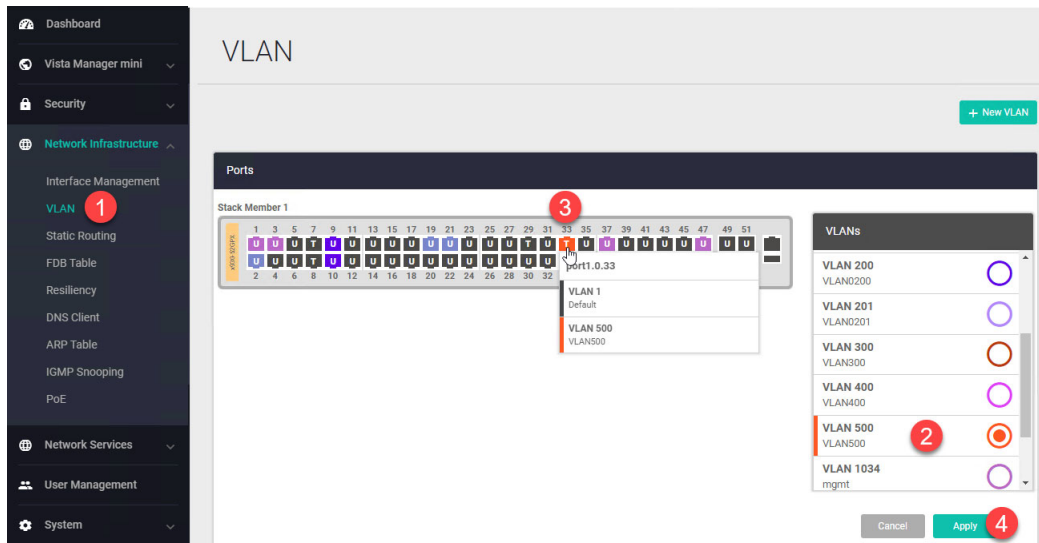 Dashboard
Vista Manager mini
Security
Network Infrastructure
Interface Management
VLAN
1
Static Routing
FDB Table
Resiliency
DNS Client
ARP Table
IGMP Snooping
PoE
Network Services
User Management
System
VLAN
+ New VLAN
Ports
Stack Member 1
3
1 3 5 7 9 11 13 15 17 19 21 23 25 27 29 31 33 35 37 39 41 43 45 47 49 51
U U U T U U U U U U U U U U T U T U U U U U U U U U
U U U T U U U U U U U U U U U U
2 4 6 8 10 12 14 16 18 20 22 24 26 28 30 32
port1.0.33
VLAN 1
Default
VLAN 500
VLAN500
VLANs
VLAN 200
VLAN0200
VLAN 201
VLAN0201
VLAN 300
VLAN300
VLAN 400
VLAN400
VLAN 500
VLAN500
2
VLAN 1034
mgmt
Cancel
Apply
4